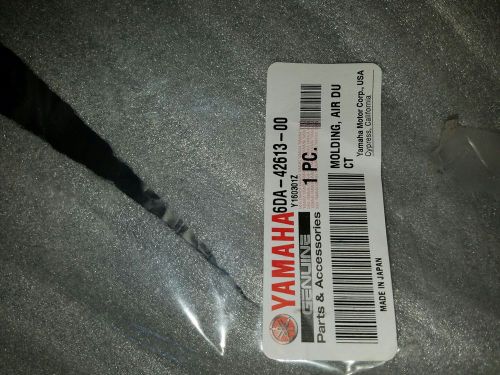 YAMAHA
GENUINE
Parts & Accessories
6DA-42613-00
Y160301Z
1 PC.
MOLDING, AIR DU
CT
Yamaha Motor Corp., USA
Cypress, California
MADE IN JAPAN